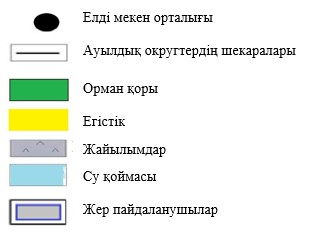 Елді мекен орталығы
Ауылдық округтердің шекаралары
Орман қоры
Егістік
Жайылымдар
Су қоймасы
Жер пайдаланушылар